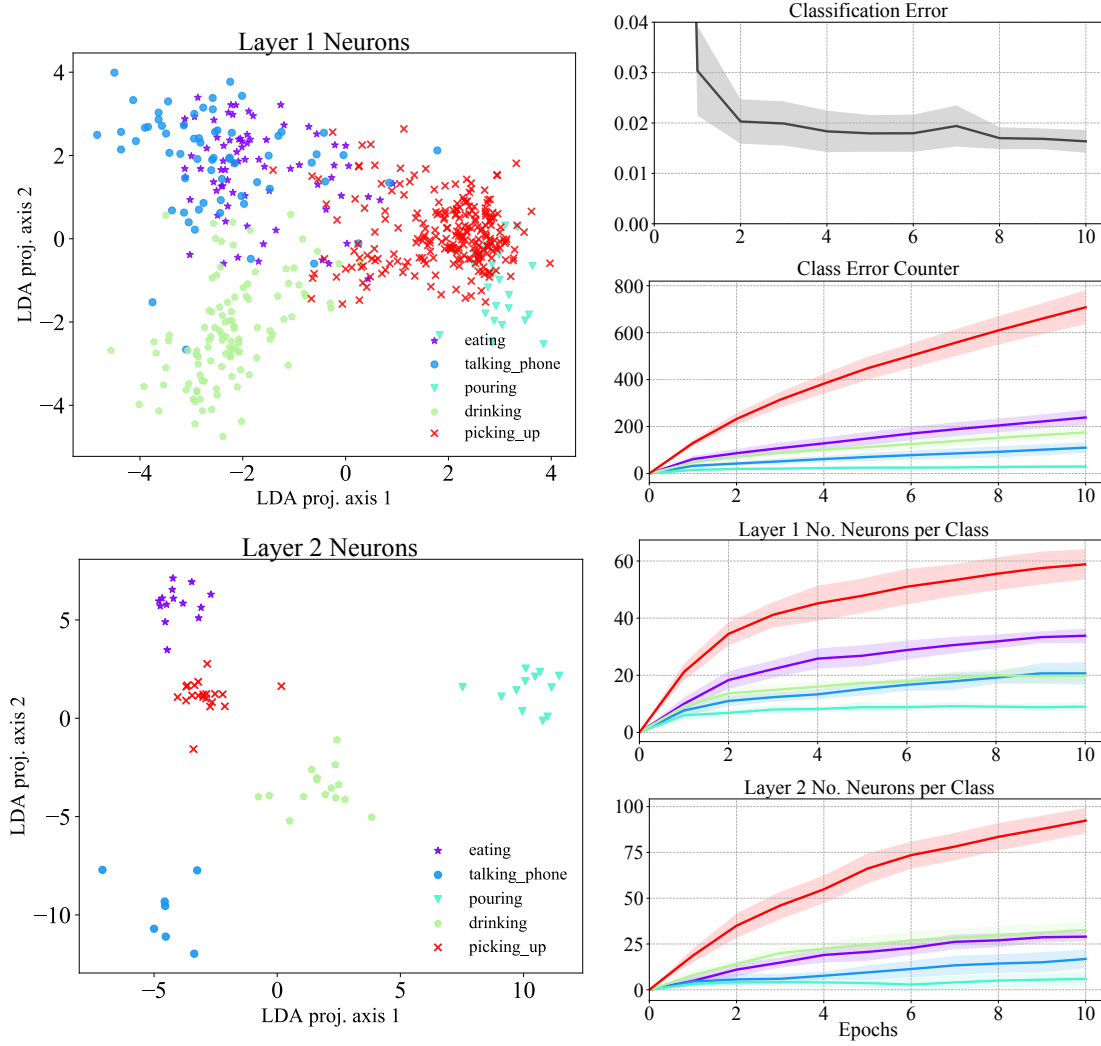 Layer 1 Neurons
4
2
0
−2
−4
LDA proj. axis 2
eating
talking_phone
pouring
drinking
picking_up
−4
−2
0
2
4
LDA proj. axis 1
Layer 2 Neurons
5
0
−5
−10
LDA proj. axis 2
eating
talking_phone
pouring
drinking
picking_up
−5
0
5
10
LDA proj. axis 1
Classification Error
0.04
0.03
0.02
0.01
0.00
0
2
4
6
8
10
Class Error Counter
800
600
400
200
0
0
2
4
6
8
10
Layer 1 No. Neurons per Class
60
40
20
0
0
2
4
6
8
10
Layer 2 No. Neurons per Class
100
75
50
25
0
0
2
4
6
8
10
Epochs